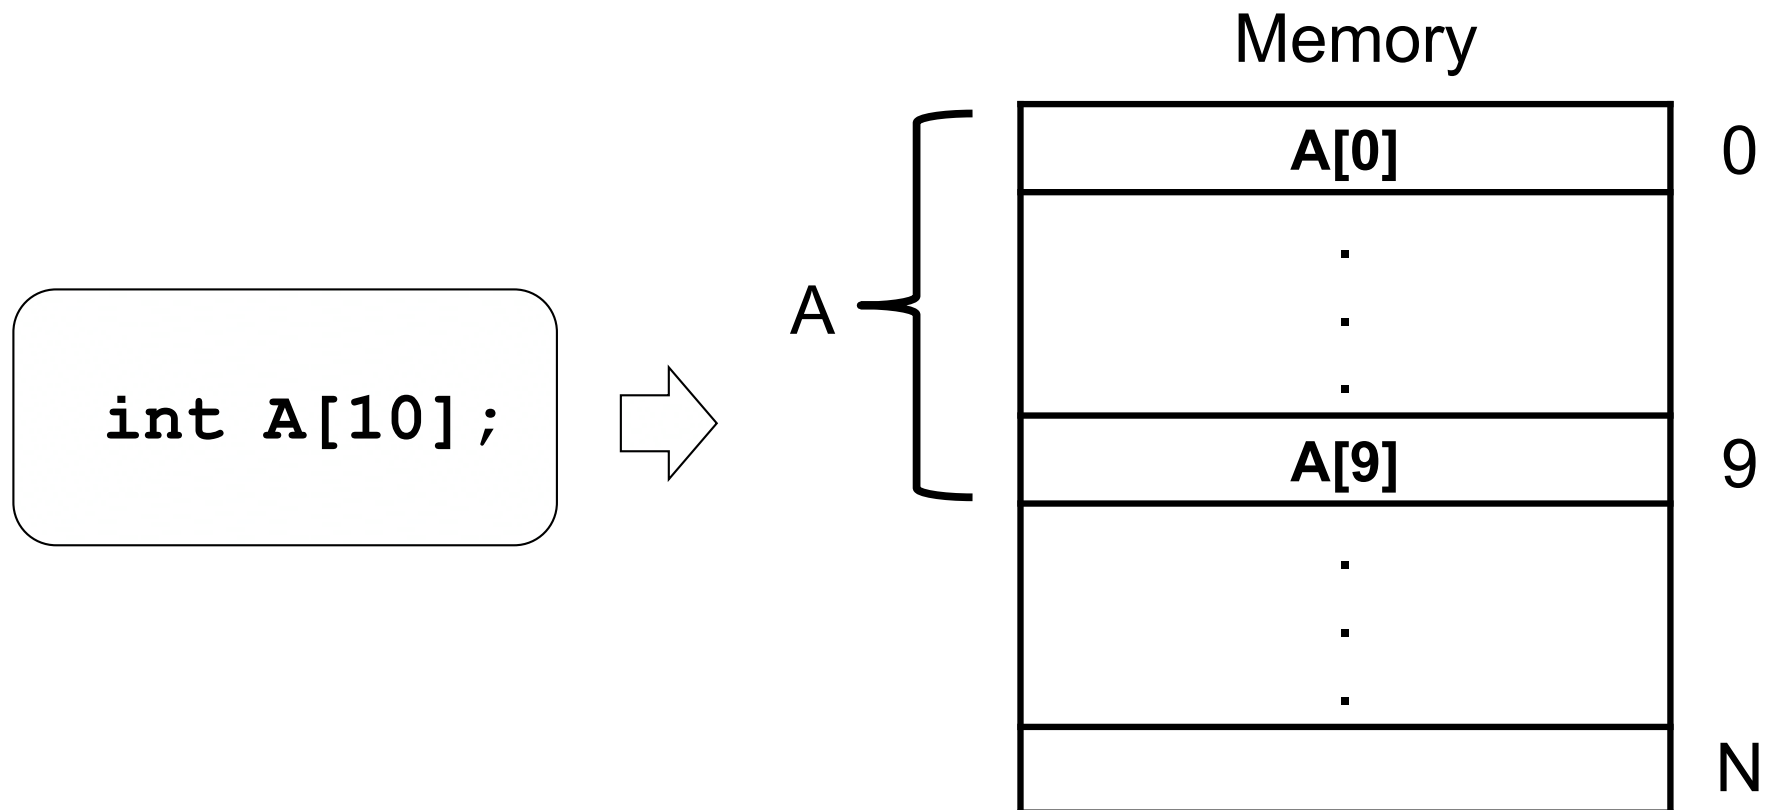 Memory
A[0] 0
.
.
A
.
int A[10];
A[9] 9
.
.
.
N